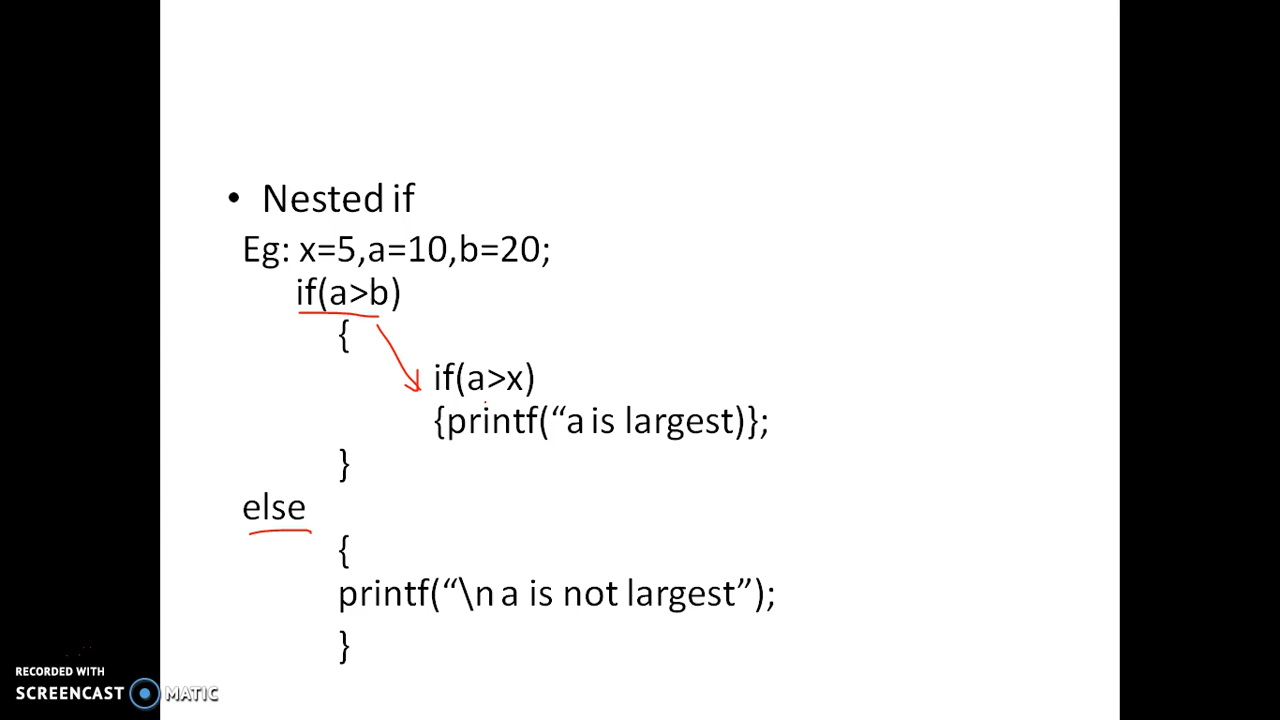 • Nested if
Eg: x=5,a=10,b=20;
if(a>b)
{
if(a>x)
{printf(“a is largest)};
}
else
{
printf(“\n a is not largest”);
}
RECORDED WITH
SCREENCAST MATIC